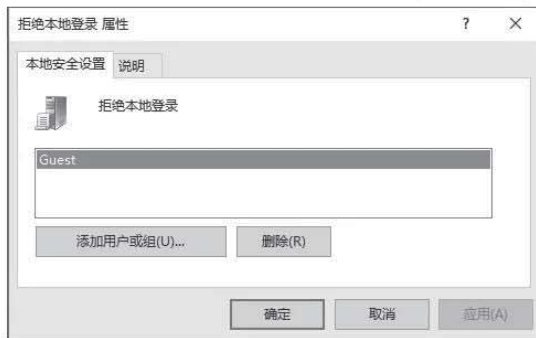 拒绝本地登录 属性
? ×
本地安全设置 说明
拒绝本地登录
Guest
添加用户或组(U)... 删除(R)
确定 取消 应用(A)